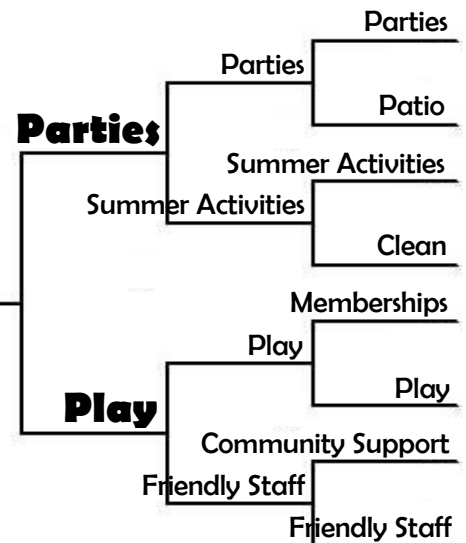 Parties
Parties
Patio
Parties
Summer Activities
Summer Activities
Clean
Memberships
Play
Play
Play
Community Support
Friendly Staff
Friendly Staff